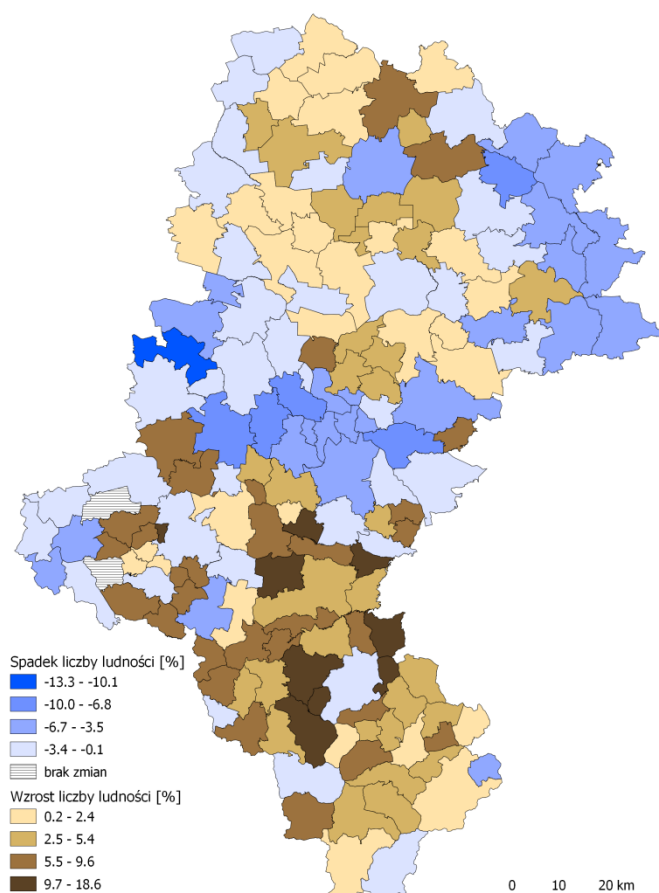 Spadek liczby ludności [%]
-13.3 - -10.1
-10.0 - -6.8
-6.7 - -3.5
-3.4 - -0.1
brak zmian
Wzrost liczby ludności [%]
0.2 - 2.4
2.5 - 5.4
5.5 - 9.6
9.7 - 18.6
0 10 20 km